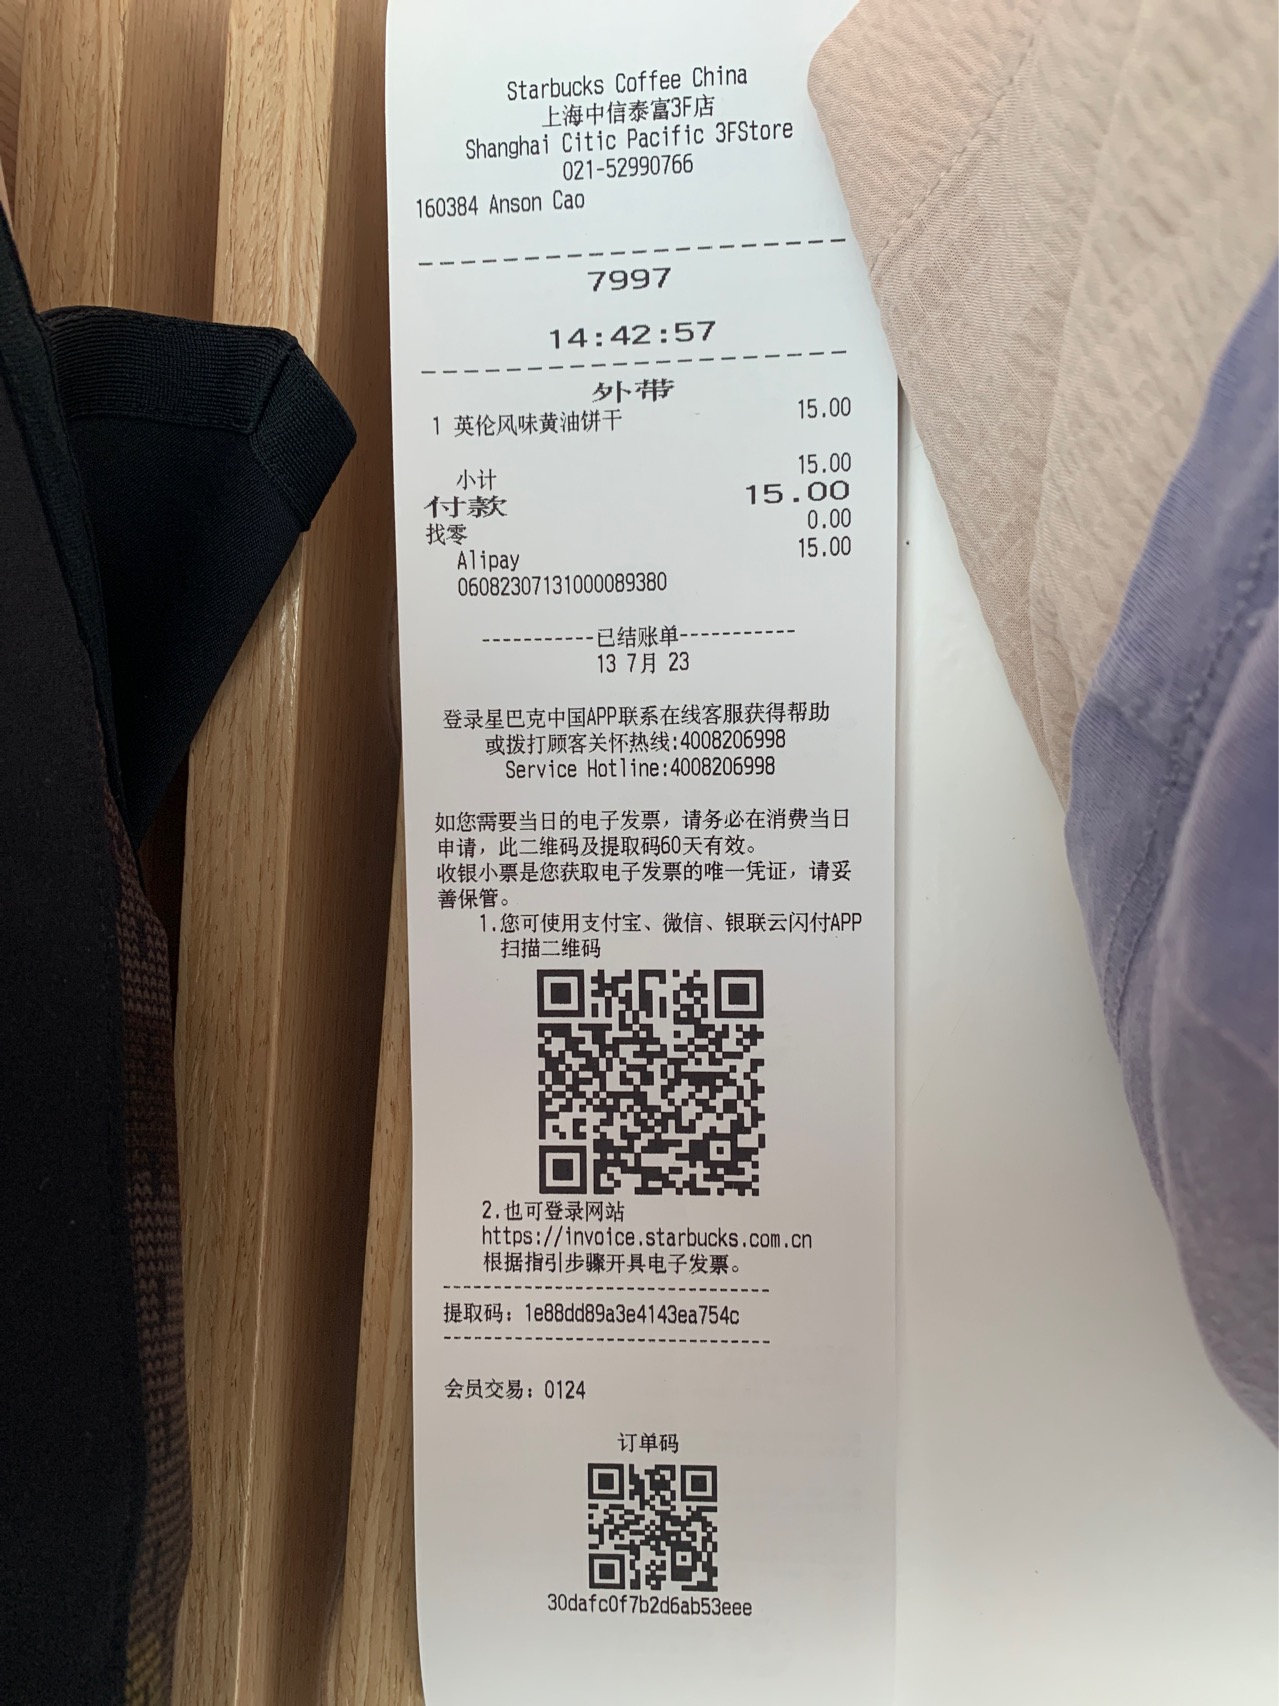 Starbucks Coffee China
上海中信泰富3F店
Shanghai Citic Pacific 3FStore
021-52990766
160384 Anson Cao
--------------------
7997
14:42:57
--------------------
外带
1 英伦风味黄油饼干 15.00
小计 15.00
付款 15.00
找零 0.00
Alipay 15.00
06082307131000089380
-----------已结账单-----------
13 7月 23
登录星巴克中国APP联系在线客服获得帮助
或拨打顾客关怀热线:4008206998
Service Hotline:4008206998
如您需要当日的电子发票，请务必在消费当日
申请，此二维码及提取码60天有效。
收银小票是您获取电子发票的唯一凭证，请妥
善保管。
1.您可使用支付宝、微信、银联云闪付APP
扫描二维码
2.也可登录网站
https://invoice.starbucks.com.cn
根据指引步骤开具电子发票。
--------------------------------
提取码：1e88dd89a3e4143ea754c
--------------------------------
会员交易：0124
订单码
30dafc0f7b2d6ab53eee